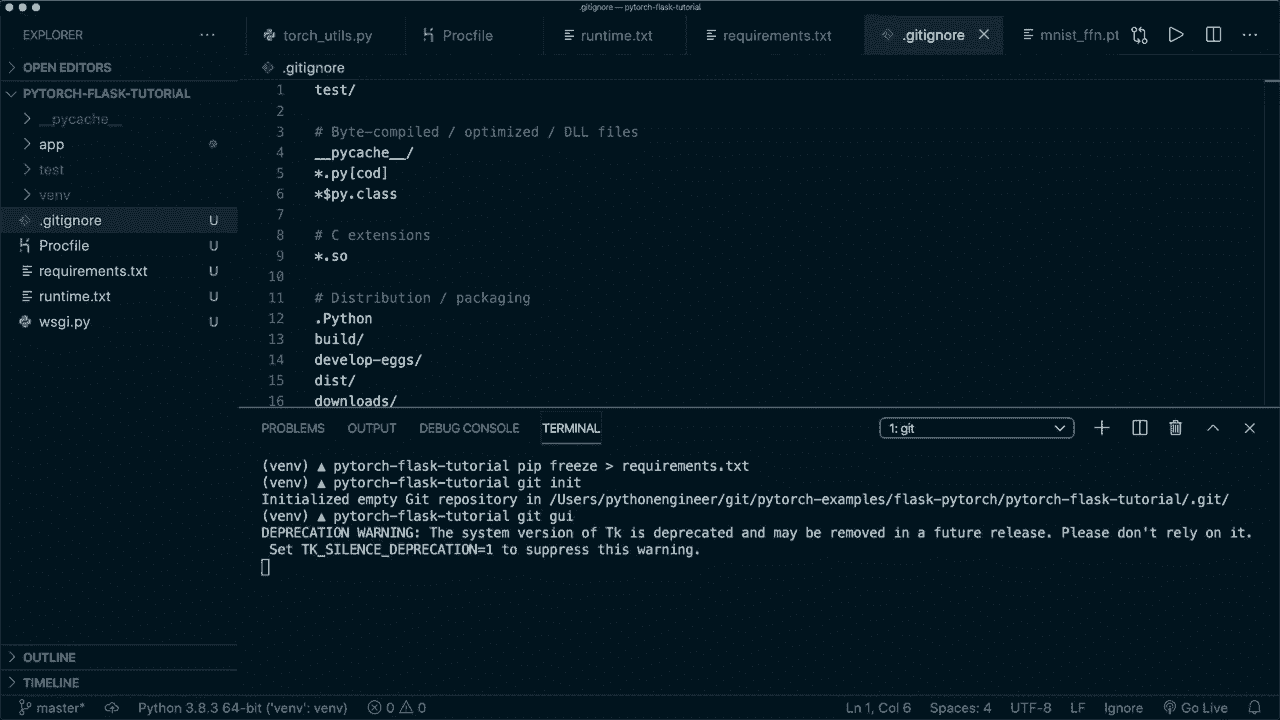 .gitignore — pytorch-flask-tutorial
EXPLORER
torch_utils.py
Procfile
runtime.txt
requirements.txt
.gitignore
mnist_ffn.pt
OPEN EDITORS
.gitignore
PYTORCH-FLASK-TUTORIAL
__pycache__
app
test
venv
.gitignore U
Procfile U
requirements.txt U
runtime.txt U
wsgi.py U
1 test/
2
3 # Byte-compiled / optimized / DLL files
4 __pycache__/
5 *.py[cod]
6 *$py.class
7
8 # C extensions
9 *.so
10
11 # Distribution / packaging
12 .Python
13 build/
14 develop-eggs/
15 dist/
16 downloads/
PROBLEMS OUTPUT DEBUG CONSOLE TERMINAL 1: git
(venv) ▲ pytorch-flask-tutorial pip freeze > requirements.txt
(venv) ▲ pytorch-flask-tutorial git init
Initialized empty Git repository in /Users/pythonengineer/git/pytorch-examples/flask-pytorch/pytorch-flask-tutorial/.git/
(venv) ▲ pytorch-flask-tutorial git gui
DEPRECATION WARNING: The system version of Tk is deprecated and may be removed in a future release. Please don't rely on it.
Set TK_SILENCE_DEPRECATION=1 to suppress this warning.
OUTLINE
TIMELINE
master* Python 3.8.3 64-bit ('venv': venv) 0 0 Ln 1, Col 6 Spaces: 4 UTF-8 LF Ignore Go Live